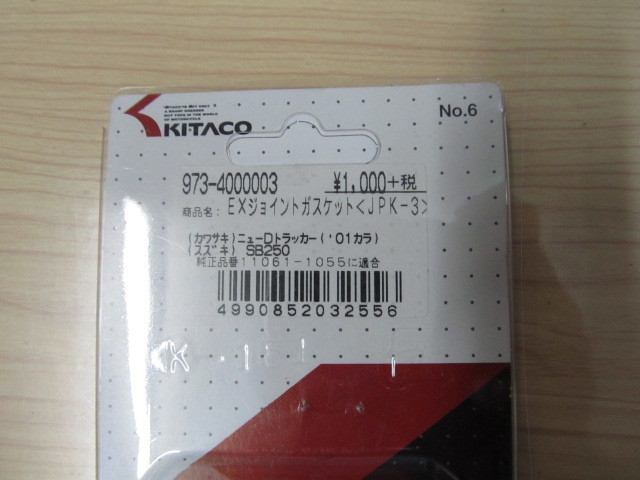 KITACO
No.6
973-4000003 ¥1,000+税
商品名: EXジョイントガスケット<JPK-3>
(カワサキ)ニューDトラッカー('01カラ)
(スズキ) SB250
純正品番11061-1055に適合
4990852032556